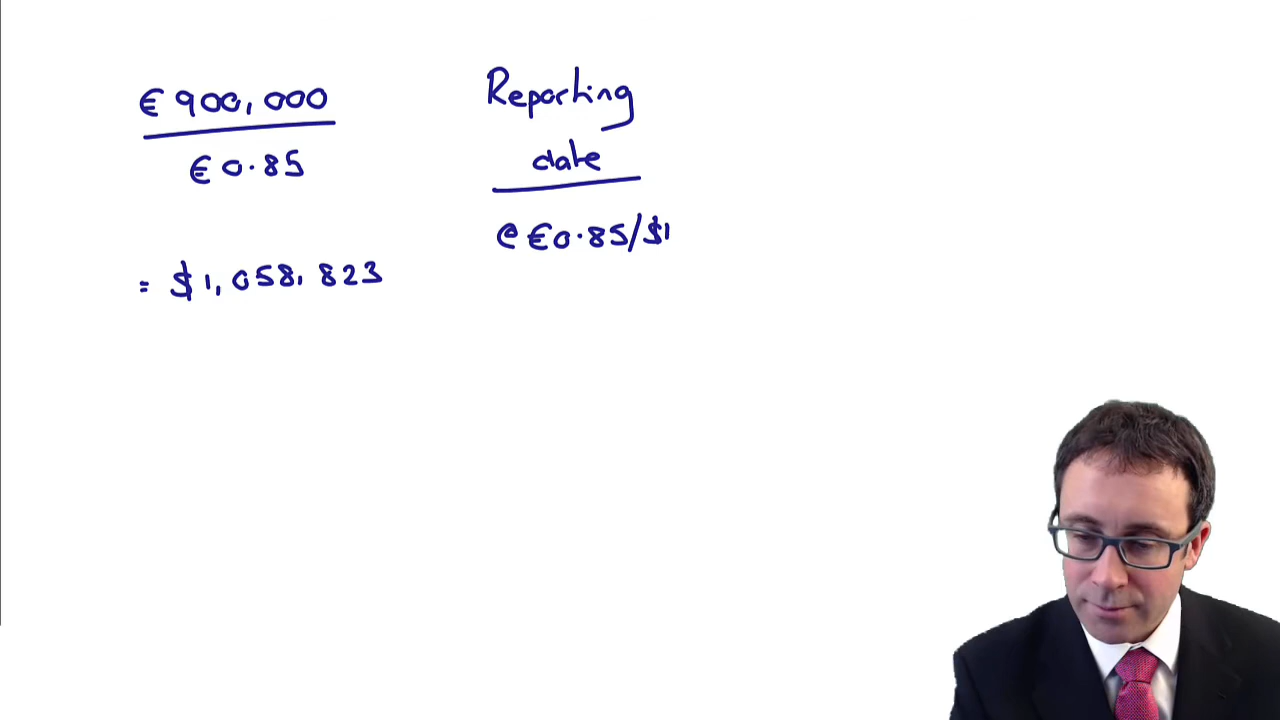 €900,000
€0.85
= $1,058,823
Reporting
date
@ €0.85/$1